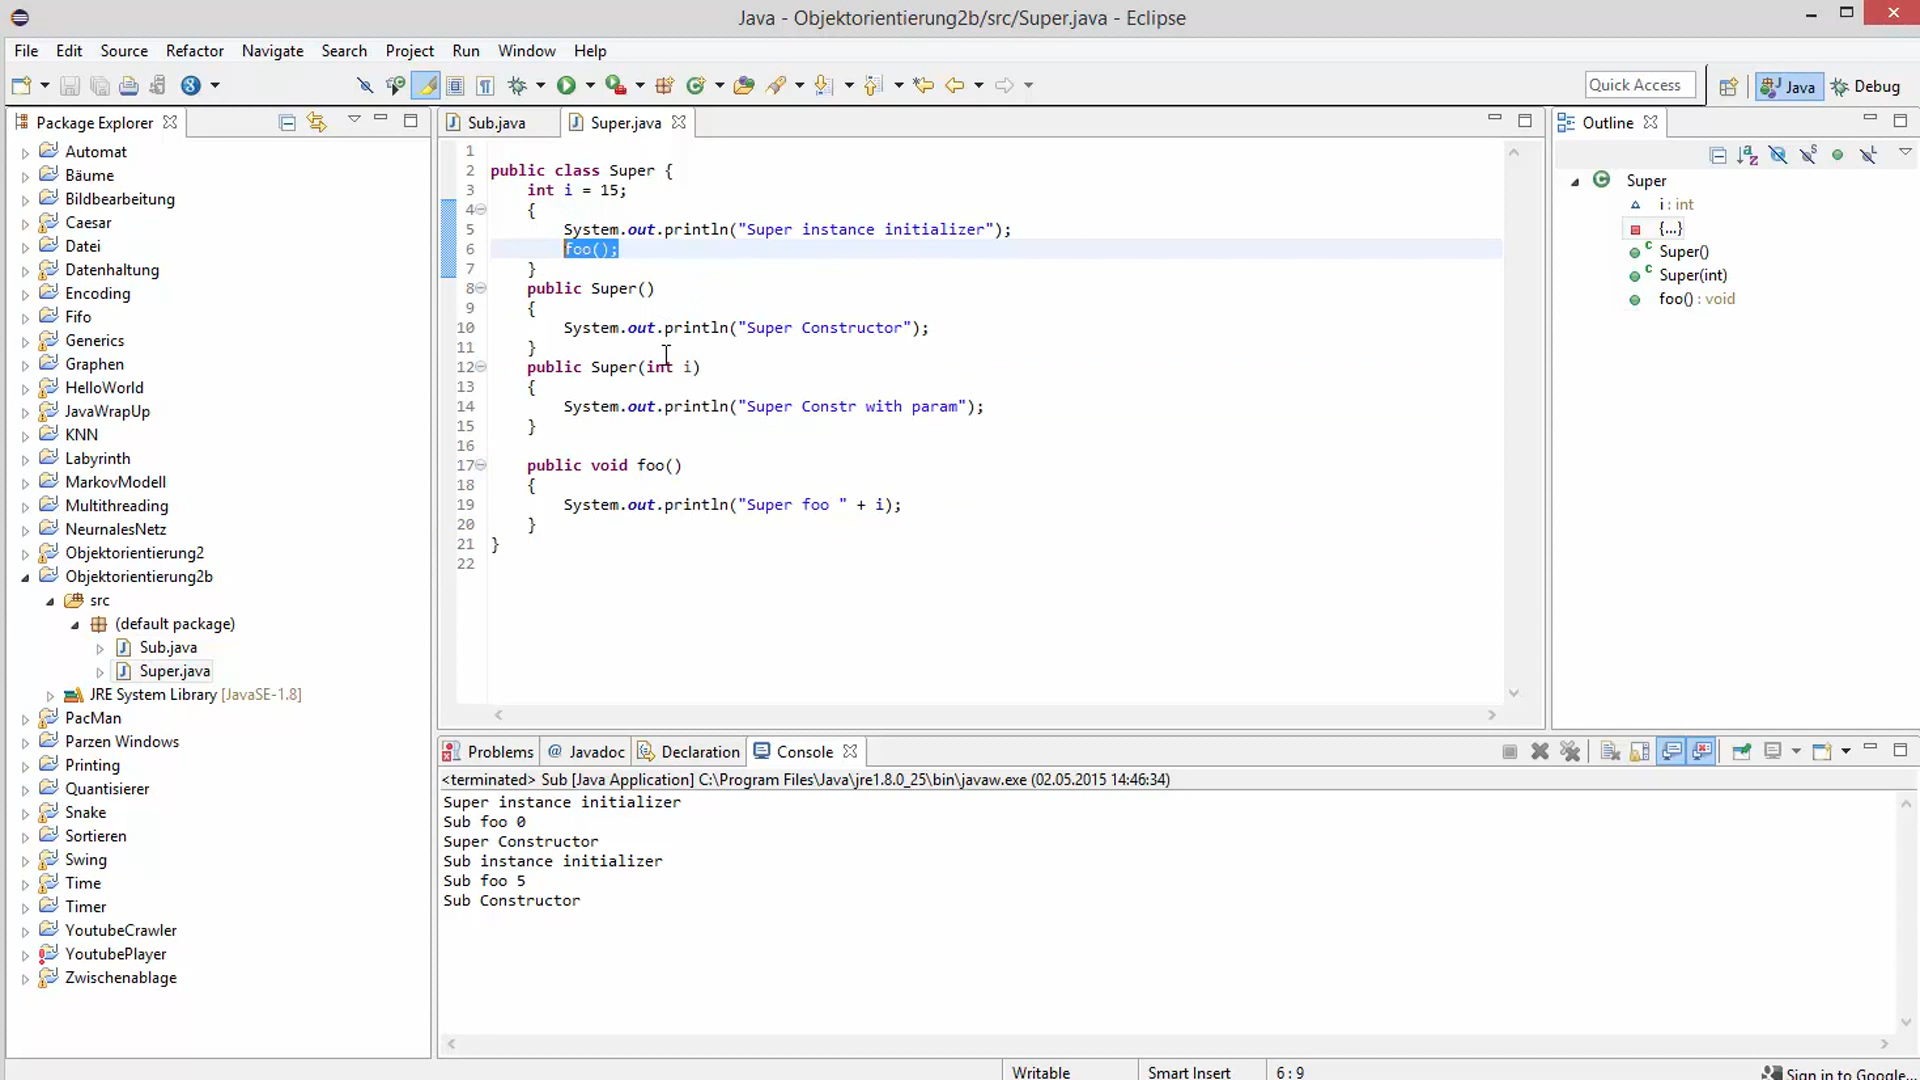 Java - Objektorientierung2b/src/Super.java - Eclipse
File Edit Source Refactor Navigate Search Project Run Window Help
Quick Access
Java
Debug
Package Explorer
Automat
Bäume
Bildbearbeitung
Caesar
Datei
Datenhaltung
Encoding
Fifo
Generics
Graphen
HelloWorld
JavaWrapUp
KNN
Labyrinth
MarkovModell
Multithreading
NeurnalesNetz
Objektorientierung2
Objektorientierung2b
src
(default package)
Sub.java
Super.java
JRE System Library [JavaSE-1.8]
PacMan
Parzen Windows
Printing
Quantisierer
Snake
Sortieren
Swing
Time
Timer
YoutubeCrawler
YoutubePlayer
Zwischenablage
Sub.java
Super.java
1
2 public class Super {
3 int i = 15;
4 {
5 System.out.println("Super instance initializer");
6 foo();
7 }
8 public Super()
9 {
10 System.out.println("Super Constructor");
11 }
12 public Super(int i)
13 {
14 System.out.println("Super Constr with param");
15 }
16
17 public void foo()
18 {
19 System.out.println("Super foo " + i);
20 }
21 }
22
Outline
Super
i : int
{...}
Super()
Super(int)
foo() : void
Problems
@ Javadoc
Declaration
Console
<terminated> Sub [Java Application] C:\Program Files\Java\jre1.8.0_25\bin\javaw.exe (02.05.2015 14:46:34)
Super instance initializer
Sub foo 0
Super Constructor
Sub instance initializer
Sub foo 5
Sub Constructor
Writable
Smart Insert
6 : 9
Sign in to Google...